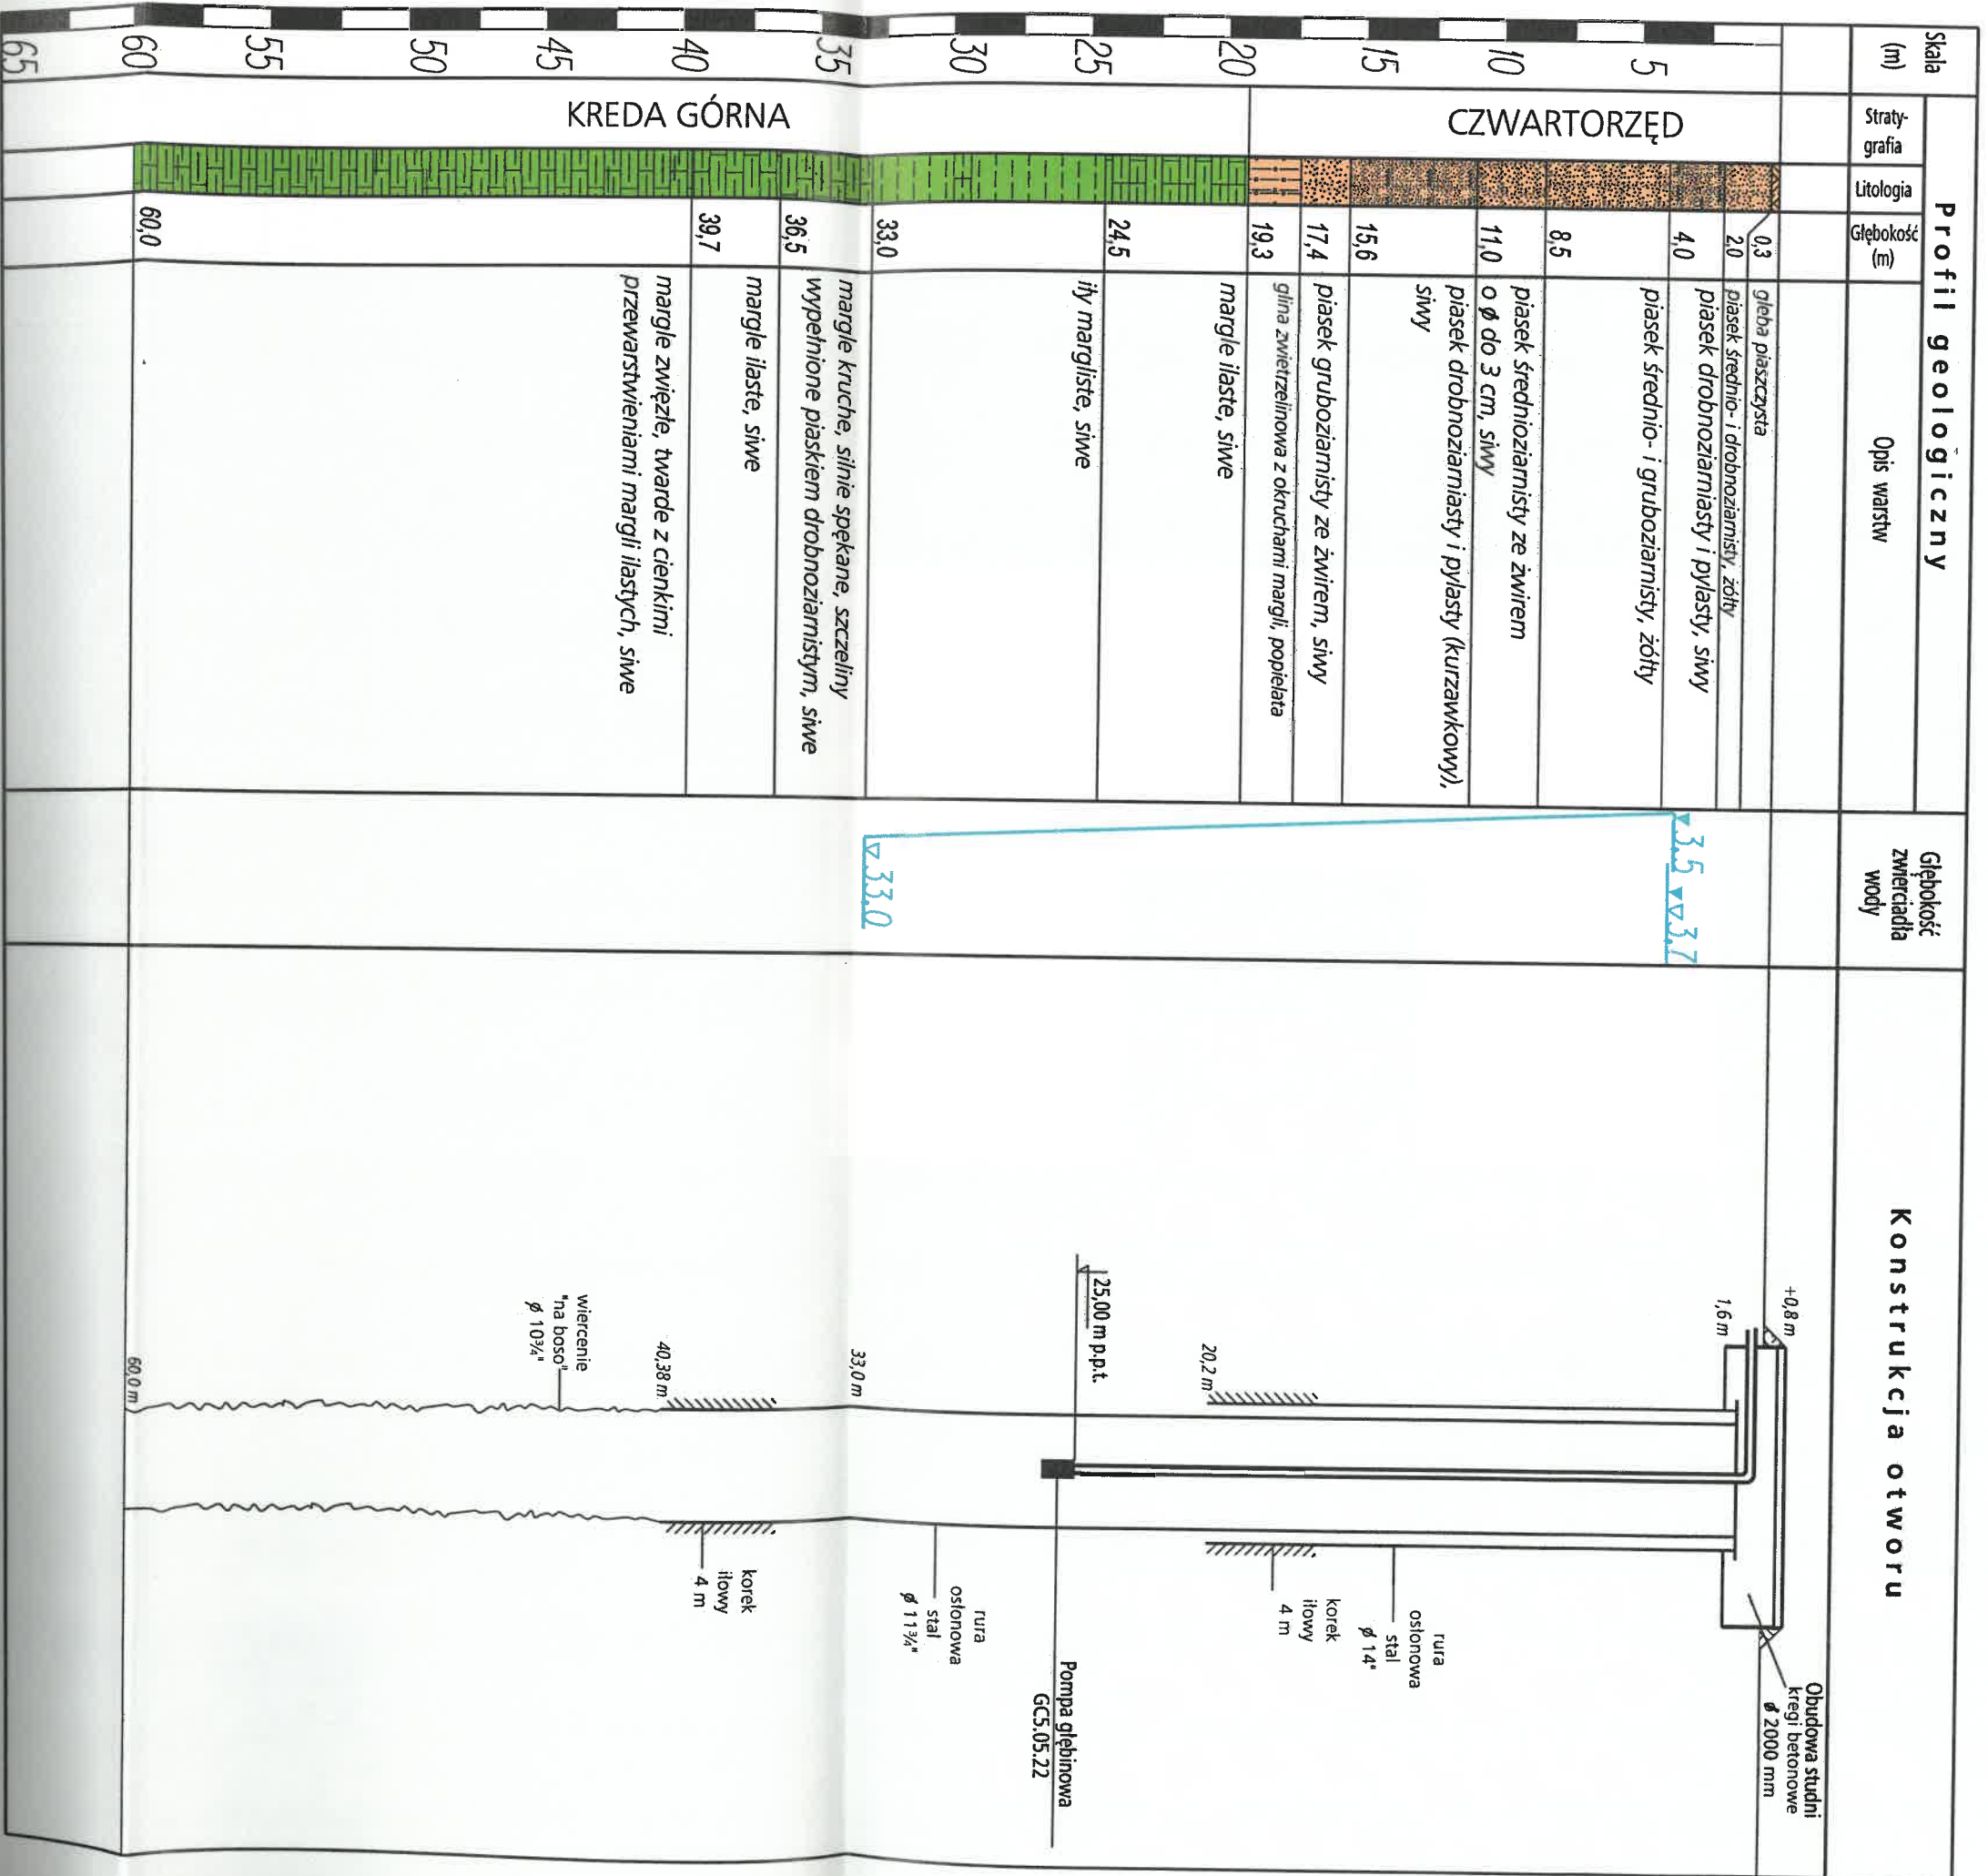 Profil geologiczny
Konstrukcja otworu
Skala
(m)
Straty-
grafia
Litologia
Głębokość
(m)
Opis warstw
Głębokość
zwierciadła
wody
5
10
15
20
25
30
35
40
45
50
55
60
65
CZWARTORZĘD
KREDA GÓRNA
0,3
gleba piaszczysta
2,0
piasek średnio- i drobnoziarnisty, żółty
piasek drobnoziarniasty i pylasty, siwy
4,0
piasek średnio- i gruboziarnisty, żółty
8,5
piasek średnioziarnisty ze żwirem
11,0
o ø do 3 cm, siwy
piasek drobnoziarniasty i pylasty (kurzawkowy),
siwy
15,6
piasek gruboziarnisty ze żwirem, siwy
17,4
glina zwietrzelinowa z okruchami margli, popielata
19,3
margle ilaste, siwe
24,5
iły margliste, siwe
33,0
margle kruche, silnie spękane, szczeliny
wypełnione piaskiem drobnoziarnistym, siwe
36,5
margle ilaste, siwe
39,7
margle zwięzłe, twarde z cienkimi
przewarstwieniami margli ilastych, siwe
60,0
3,5
3,7
33,0
+0,8 m
1,6 m
Obudowa studni
kręgi betonowe
ø 2000 mm
rura
osłonowa
stal
ø 14"
20,2 m
korek
iłowy
4 m
25,00 m p.p.t.
Pompa głębinowa
GC5.05.22
rura
osłonowa
stal
ø 11¾"
33,0 m
40,38 m
korek
iłowy
4 m
wiercenie
"na boso"
ø 10¾"
60,0 m